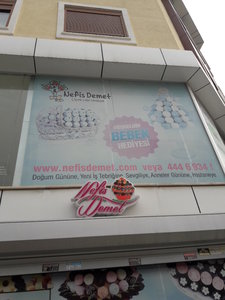 Nefis Demet
BEBEK
HEDİYESİ
www.nefisdemet.com veya 444 6 934 !
Doğum Gününe, Yeni İş Tebriğine, Sevgiliye, Anneler Gününe, Hastaneye
Nefis
Demet